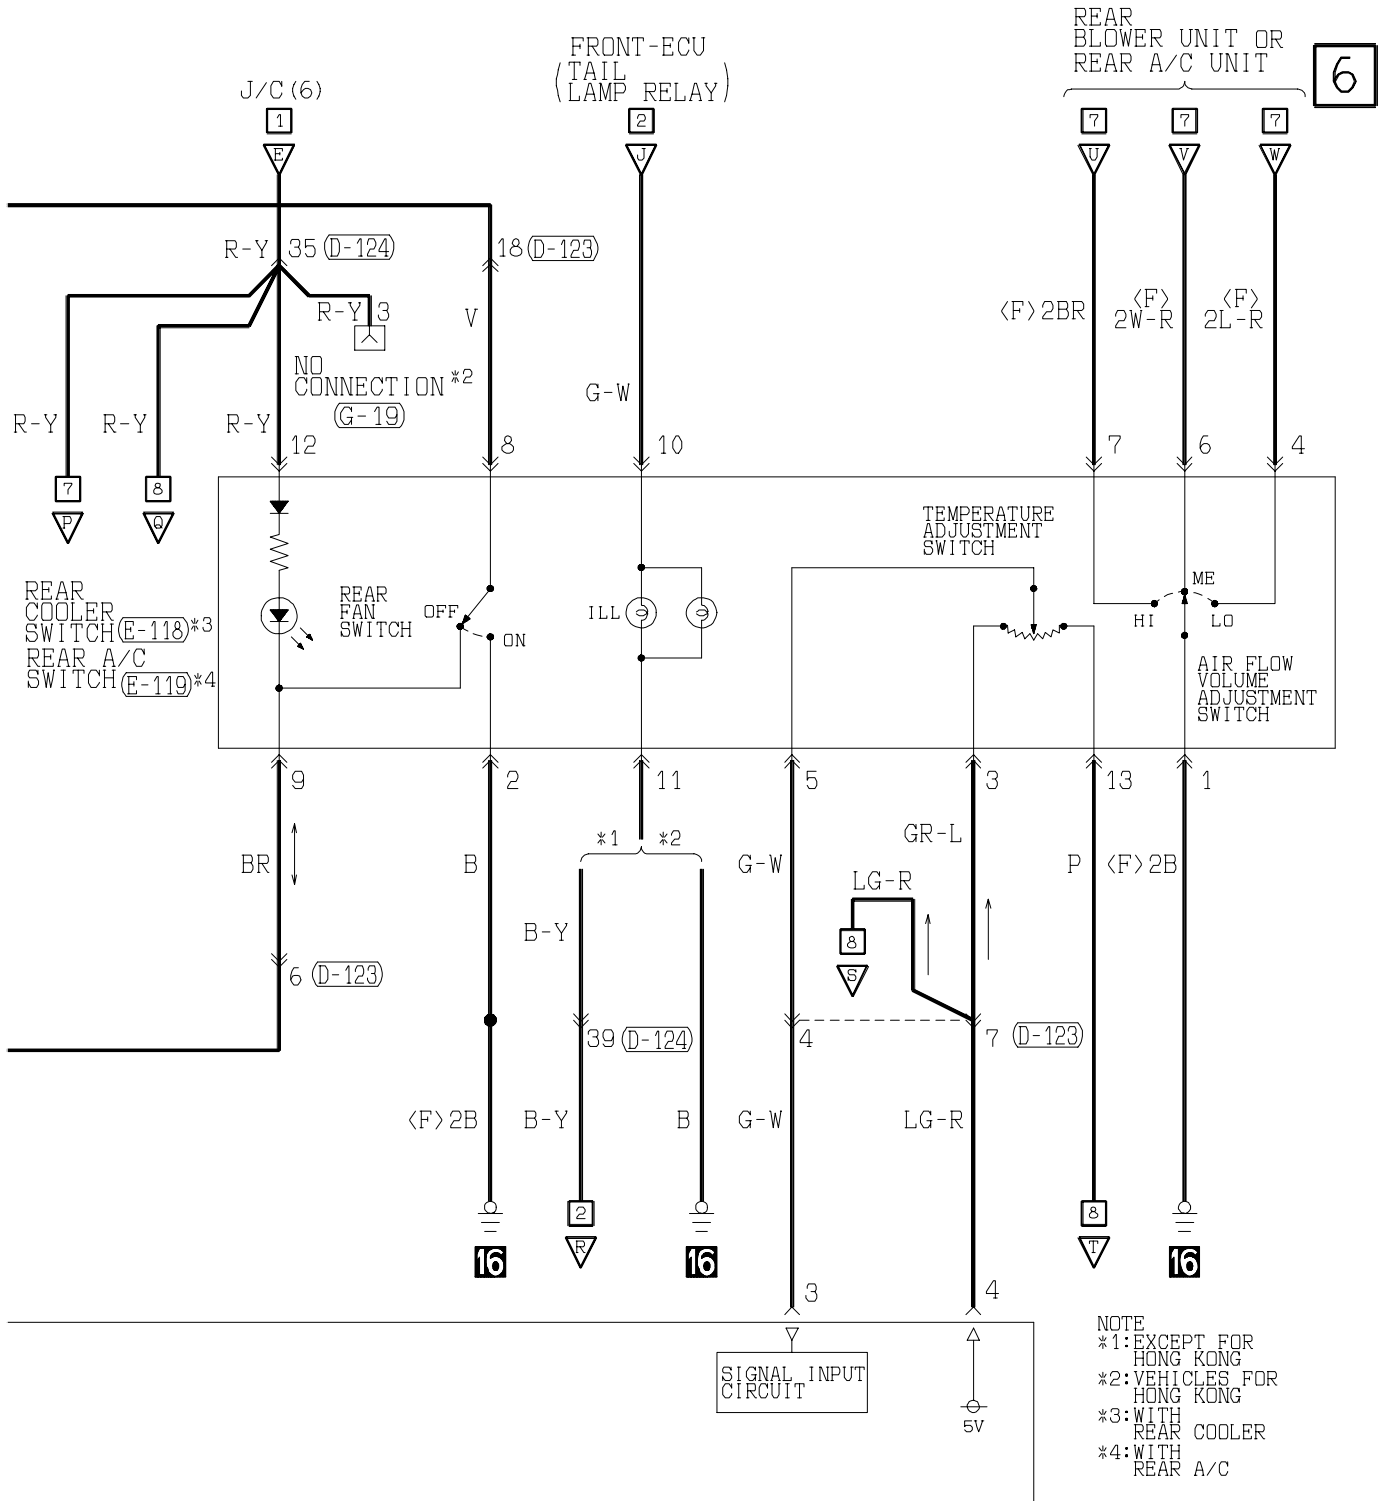 REAR
BLOWER UNIT OR
REAR A/C UNIT
6
FRONT-ECU
(TAIL
LAMP RELAY)
J/C(6)
1
2
7
7
7
E
J
U
V
W
R-Y
35
D-124
18
D-123
R-Y
3
V
NO
CONNECTION *2
G-19
<F>2BR
<F>
2W-R
<F>
2L-R
G-W
R-Y
R-Y
R-Y
12
8
10
7
6
4
7
8
P
Q
REAR
COOLER
SWITCH E-118 *3
REAR A/C
SWITCH E-119 *4
REAR
FAN
SWITCH
OFF
ON
ILL
TEMPERATURE
ADJUSTMENT
SWITCH
ME
HI
LO
AIR FLOW
VOLUME
ADJUSTMENT
SWITCH
9
2
11
5
3
13
1
*1
*2
BR
B
G-W
GR-L
P
<F>2B
LG-R
B-Y
8
S
6
D-123
39
D-124
4
7
D-123
<F>2B
B-Y
B
G-W
LG-R
2
R
8
T
16
16
16
3
4
SIGNAL INPUT
CIRCUIT
5V
NOTE
*1:EXCEPT FOR
HONG KONG
*2:VEHICLES FOR
HONG KONG
*3:WITH
REAR COOLER
*4:WITH
REAR A/C